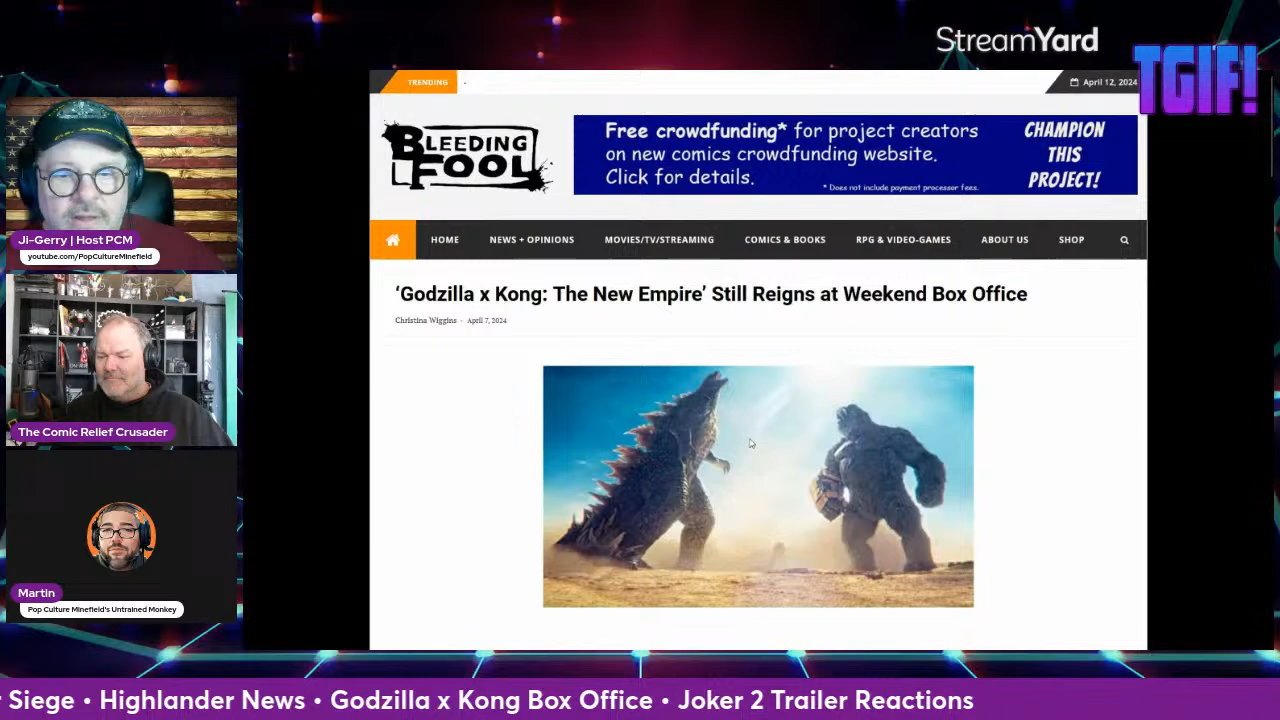 StreamYard
TGIF!
TRENDING
-
April 12, 2024
BLEEDING
FOOL
Free crowdfunding* for project creators
on new comics crowdfunding website.
Click for details.
* Does not include payment processor fees.
CHAMPION
THIS
PROJECT!
HOME NEWS + OPINIONS MOVIES/TV/STREAMING COMICS & BOOKS RPG & VIDEO-GAMES ABOUT US SHOP
‘Godzilla x Kong: The New Empire’ Still Reigns at Weekend Box Office
Christina Wiggins - April 7, 2024
Ji-Gerry | Host PCM
youtube.com/PopCultureMinefield
The Comic Relief Crusader
Martin
Pop Culture Minefield's Untrained Monkey
Siege • Highlander News • Godzilla x Kong Box Office • Joker 2 Trailer Reactions